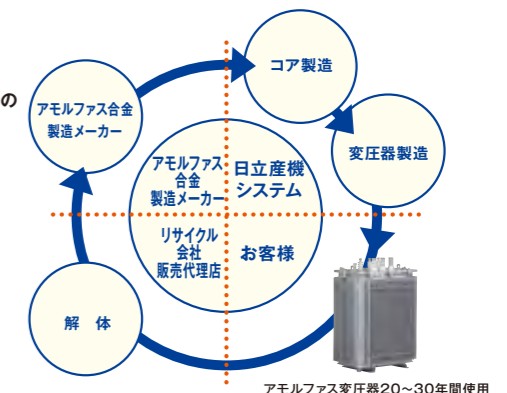 の
コア製造
アモルファス合金
製造メーカー
変圧器製造
アモルファス
合金
製造メーカー
日立産機
システム
リサイクル
会社
販売代理店
お客様
解　体
アモルファス変圧器20～30年間使用